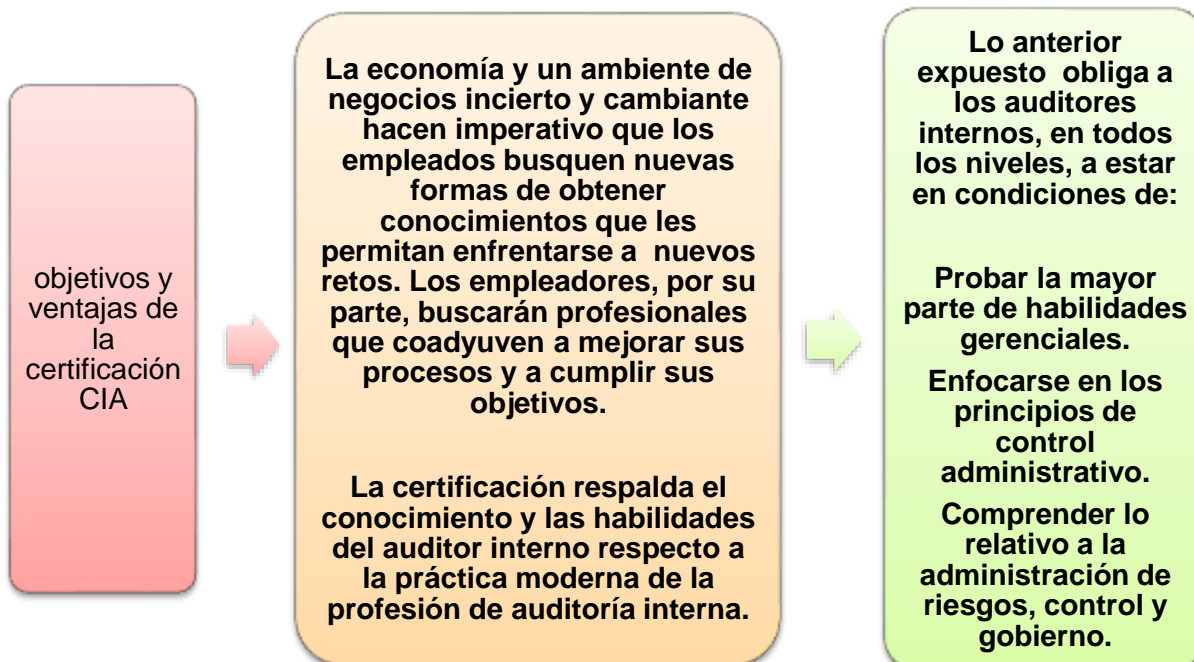 objetivos y
ventajas de
la
certificación
CIA
La economía y un ambiente de
negocios incierto y cambiante
hacen imperativo que los
empleados busquen nuevas
formas de obtener
conocimientos que les
permitan enfrentarse a nuevos
retos. Los empleadores, por su
parte, buscarán profesionales
que coadyuven a mejorar sus
procesos y a cumplir sus
objetivos.
La certificación respalda el
conocimiento y las habilidades
del auditor interno respecto a
la práctica moderna de la
profesión de auditoría interna.
Lo anterior
expuesto obliga a
los auditores
internos, en todos
los niveles, a estar
en condiciones de:
Probar la mayor
parte de habilidades
gerenciales.
Enfocarse en los
principios de
control
administrativo.
Comprender lo
relativo a la
administración de
riesgos, control y
gobierno.